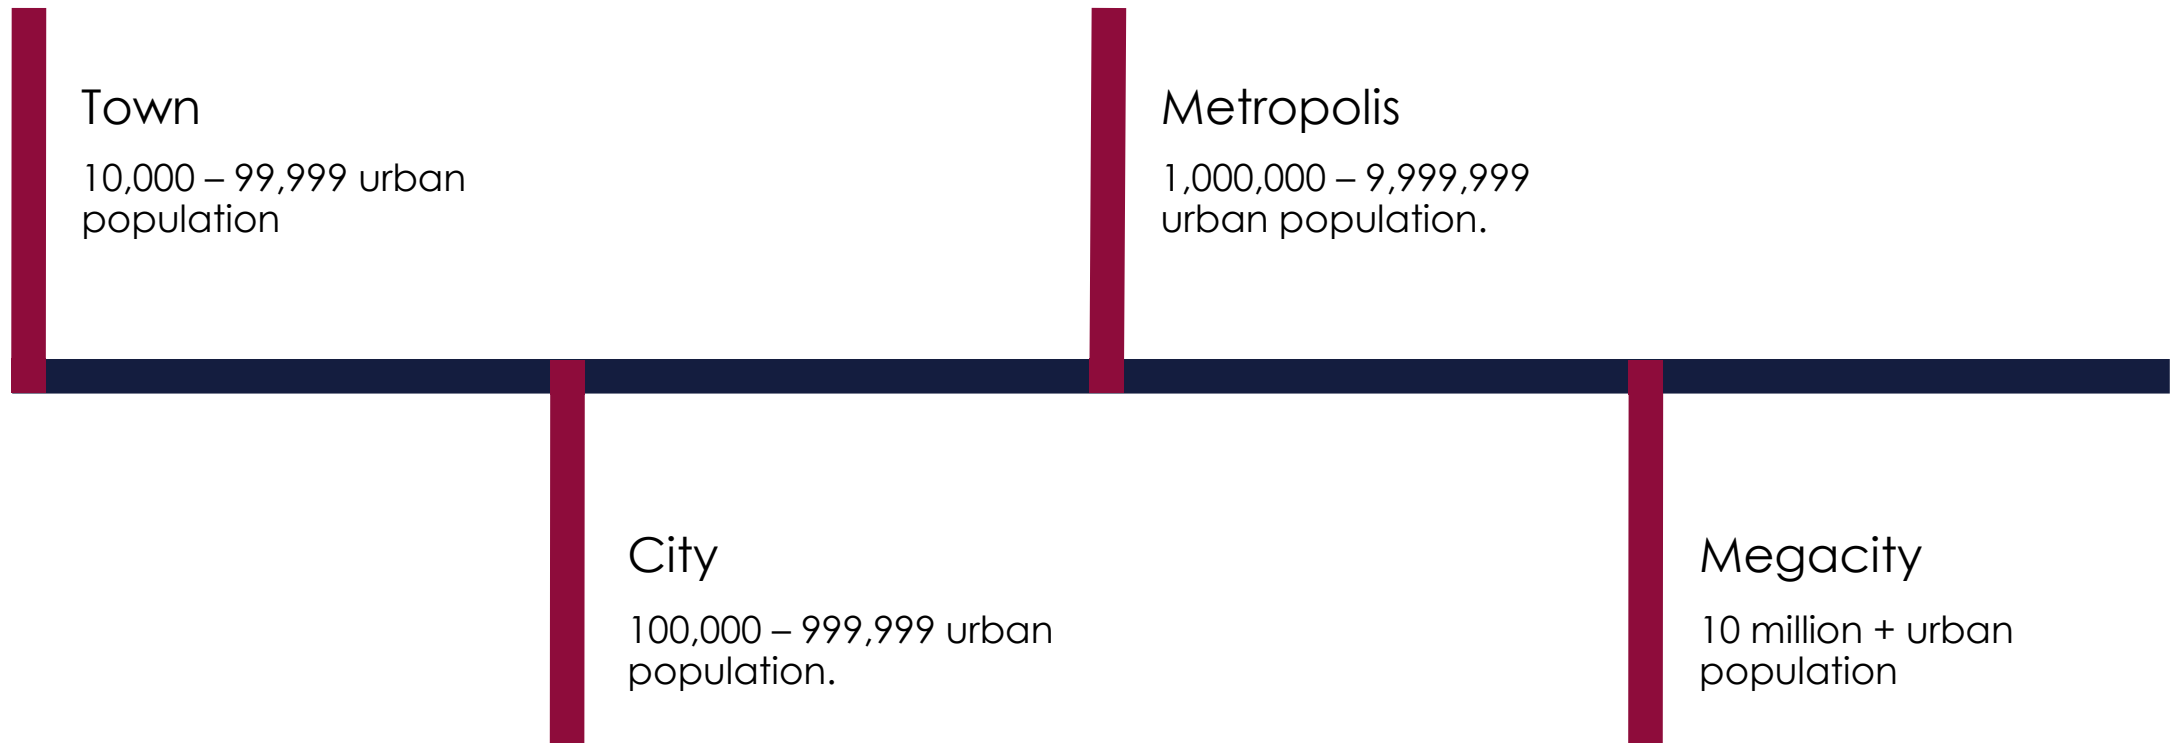 Town
10,000 – 99,999 urban
population
City
100,000 – 999,999 urban
population.
Metropolis
1,000,000 – 9,999,999
urban population.
Megacity
10 million + urban
population